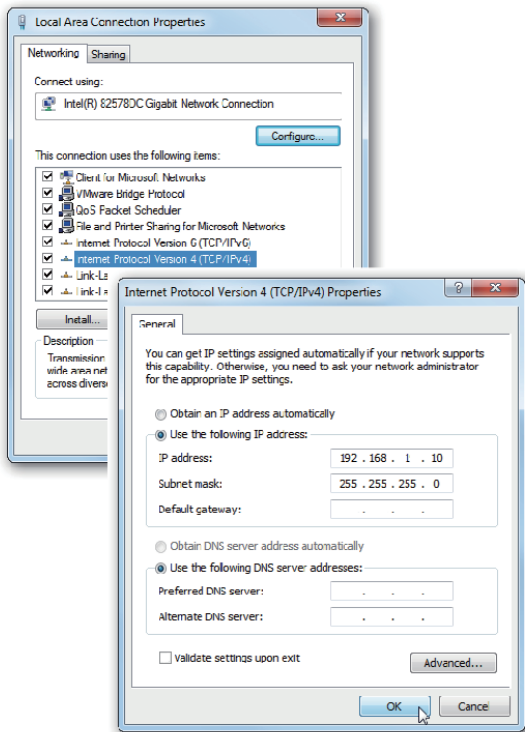 Local Area Connection Properties
Networking Sharing
Connect using:
Intel(R) 82578DC Gigabit Network Connection
Configure...
This connection uses the following items:
Client for Microsoft Networks
VMware Bridge Protocol
QoS Packet Scheduler
File and Printer Sharing for Microsoft Networks
Internet Protocol Version 6 (TCP/IPv6)
Internet Protocol Version 4 (TCP/IPv4)
Link-La
Link-La
Install...
Description
Transmission
wide area net
across diverse
Internet Protocol Version 4 (TCP/IPv4) Properties
General
You can get IP settings assigned automatically if your network supports
this capability. Otherwise, you need to ask your network administrator
for the appropriate IP settings.
Obtain an IP address automatically
Use the following IP address:
IP address: 192 . 168 . 1 . 10
Subnet mask: 255 . 255 . 255 . 0
Default gateway: . . .
Obtain DNS server address automatically
Use the following DNS server addresses:
Preferred DNS server: . . .
Alternate DNS server: . . .
Validate settings upon exit
Advanced...
OK Cancel